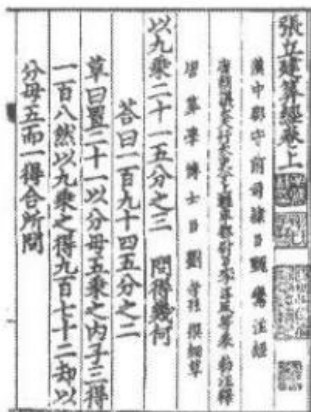 張丘建算經卷上
漢中郡守前司隸臣甄鸞注經
唐朝議大夫行太史令上輕車都尉臣李淳風等奉勅注釋
唐算學博士臣劉孝孫撰細草
以九乘二十一五分之三 問得幾何
荅曰一百九十四五分之二
草曰置二十一以分母五乘之内子三得
一百八然以九乘之得九百七十二却以
分母五而一得合所問